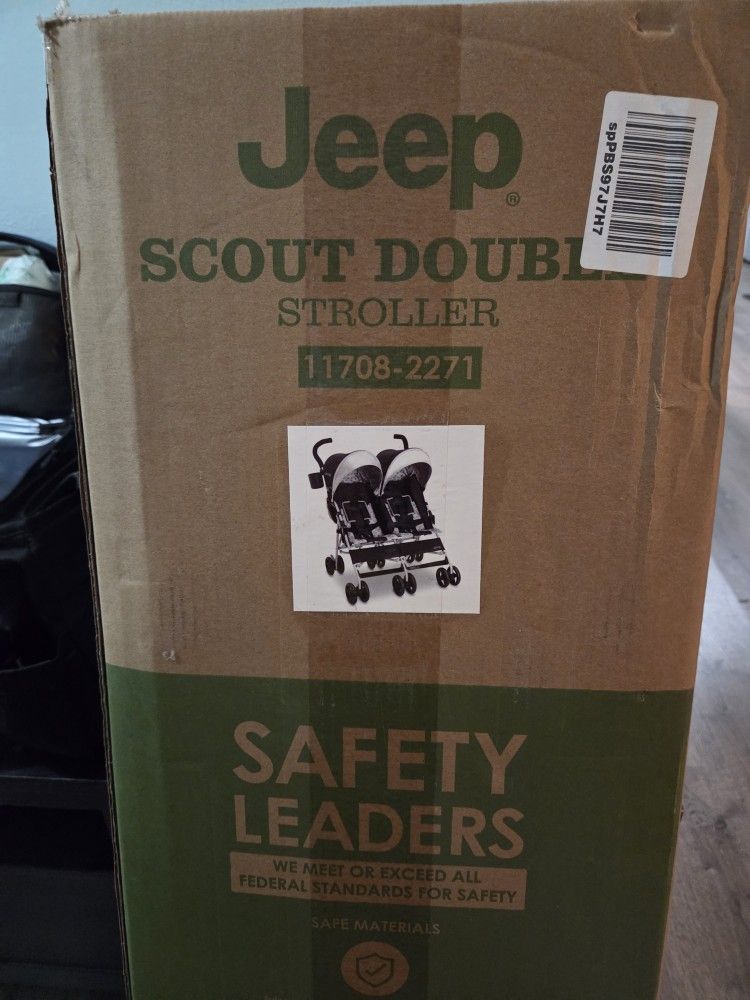 Jeep®
spPBS97J7H7
SCOUT DOUBLE
STROLLER
11708-2271
SAFETY
LEADERS
WE MEET OR EXCEED ALL
FEDERAL STANDARDS FOR SAFETY
SAFE MATERIALS